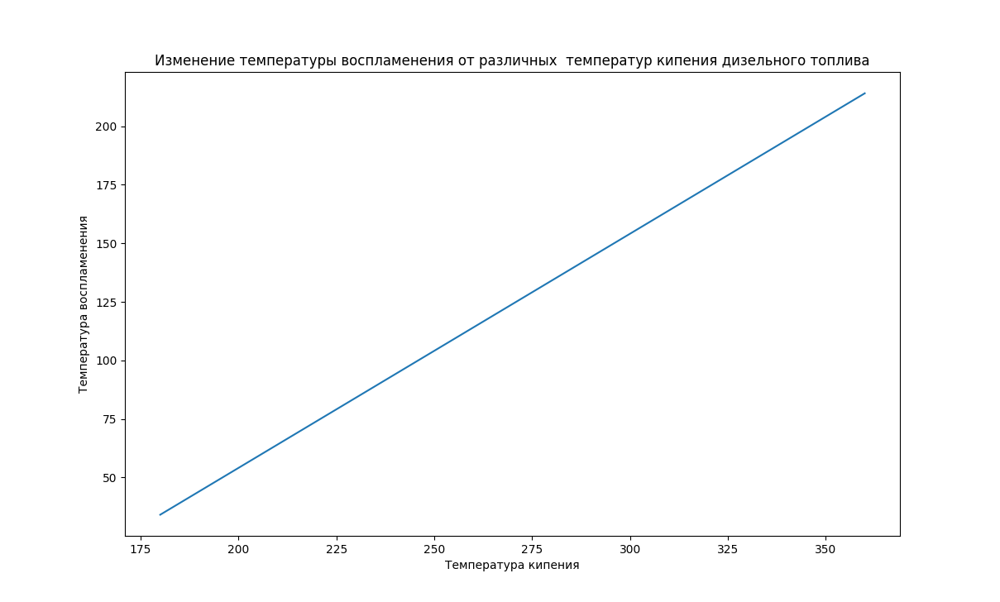 Изменение температуры воспламенения от различных  температур кипения дизельного топлива
200
175
150
125
100
75
50
Температура воспламенения
175 200 225 250 275 300 325 350
Температура кипения